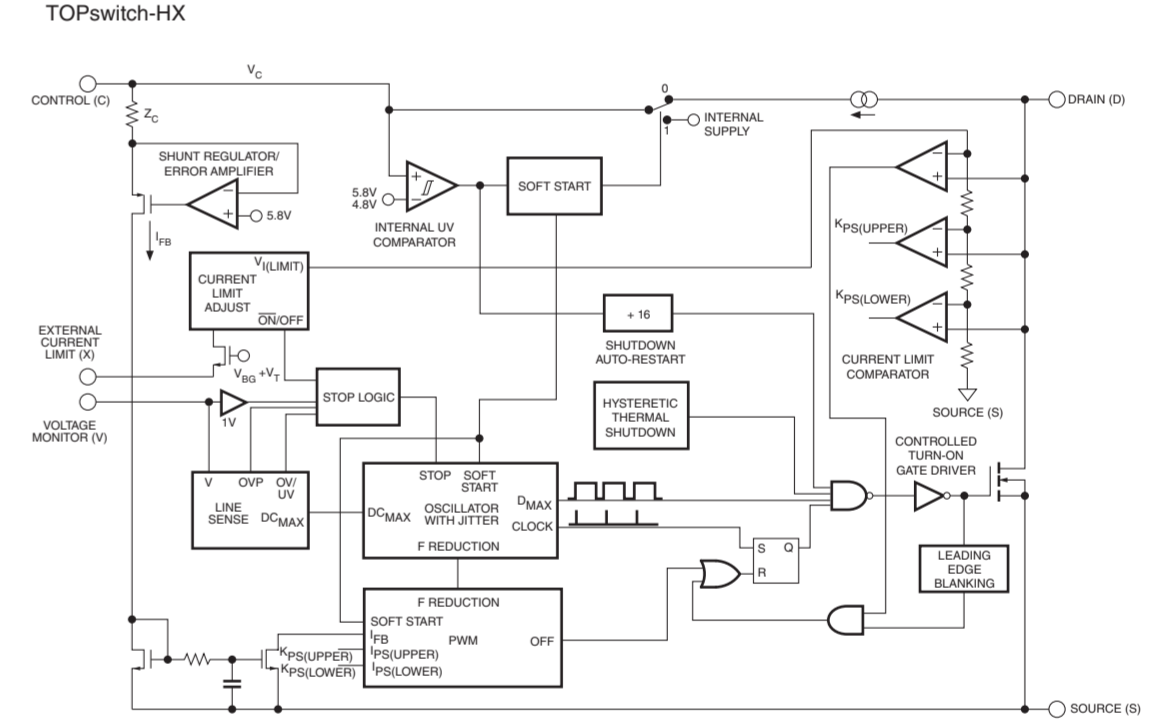 TOPswitch-HX
VC
CONTROL (C)
ZC
0
DRAIN (D)
INTERNAL
SUPPLY
1
SHUNT REGULATOR/
ERROR AMPLIFIER
−
+
5.8V
IFB
5.8V
4.8V
+
−
INTERNAL UV
COMPARATOR
SOFT START
−
+
KPS(UPPER)
−
+
KPS(LOWER)
−
+
CURRENT LIMIT
COMPARATOR
SOURCE (S)
VI(LIMIT)
CURRENT
LIMIT
ADJUST
ON/OFF
÷ 16
SHUTDOWN
AUTO-RESTART
EXTERNAL
CURRENT
LIMIT (X)
VBG +VT
VOLTAGE
MONITOR (V)
1V
STOP LOGIC
HYSTERETIC
THERMAL
SHUTDOWN
CONTROLLED
TURN-ON
GATE DRIVER
V OVP OV/
UV
LINE
SENSE
DCMAX
STOP SOFT
START
DCMAX
OSCILLATOR
WITH JITTER
DMAX
CLOCK
F REDUCTION
S Q
R
LEADING
EDGE
BLANKING
F REDUCTION
SOFT START
IFB
PWM
OFF
KPS(UPPER)
IPS(UPPER)
KPS(LOWER)
IPS(LOWER)
SOURCE (S)